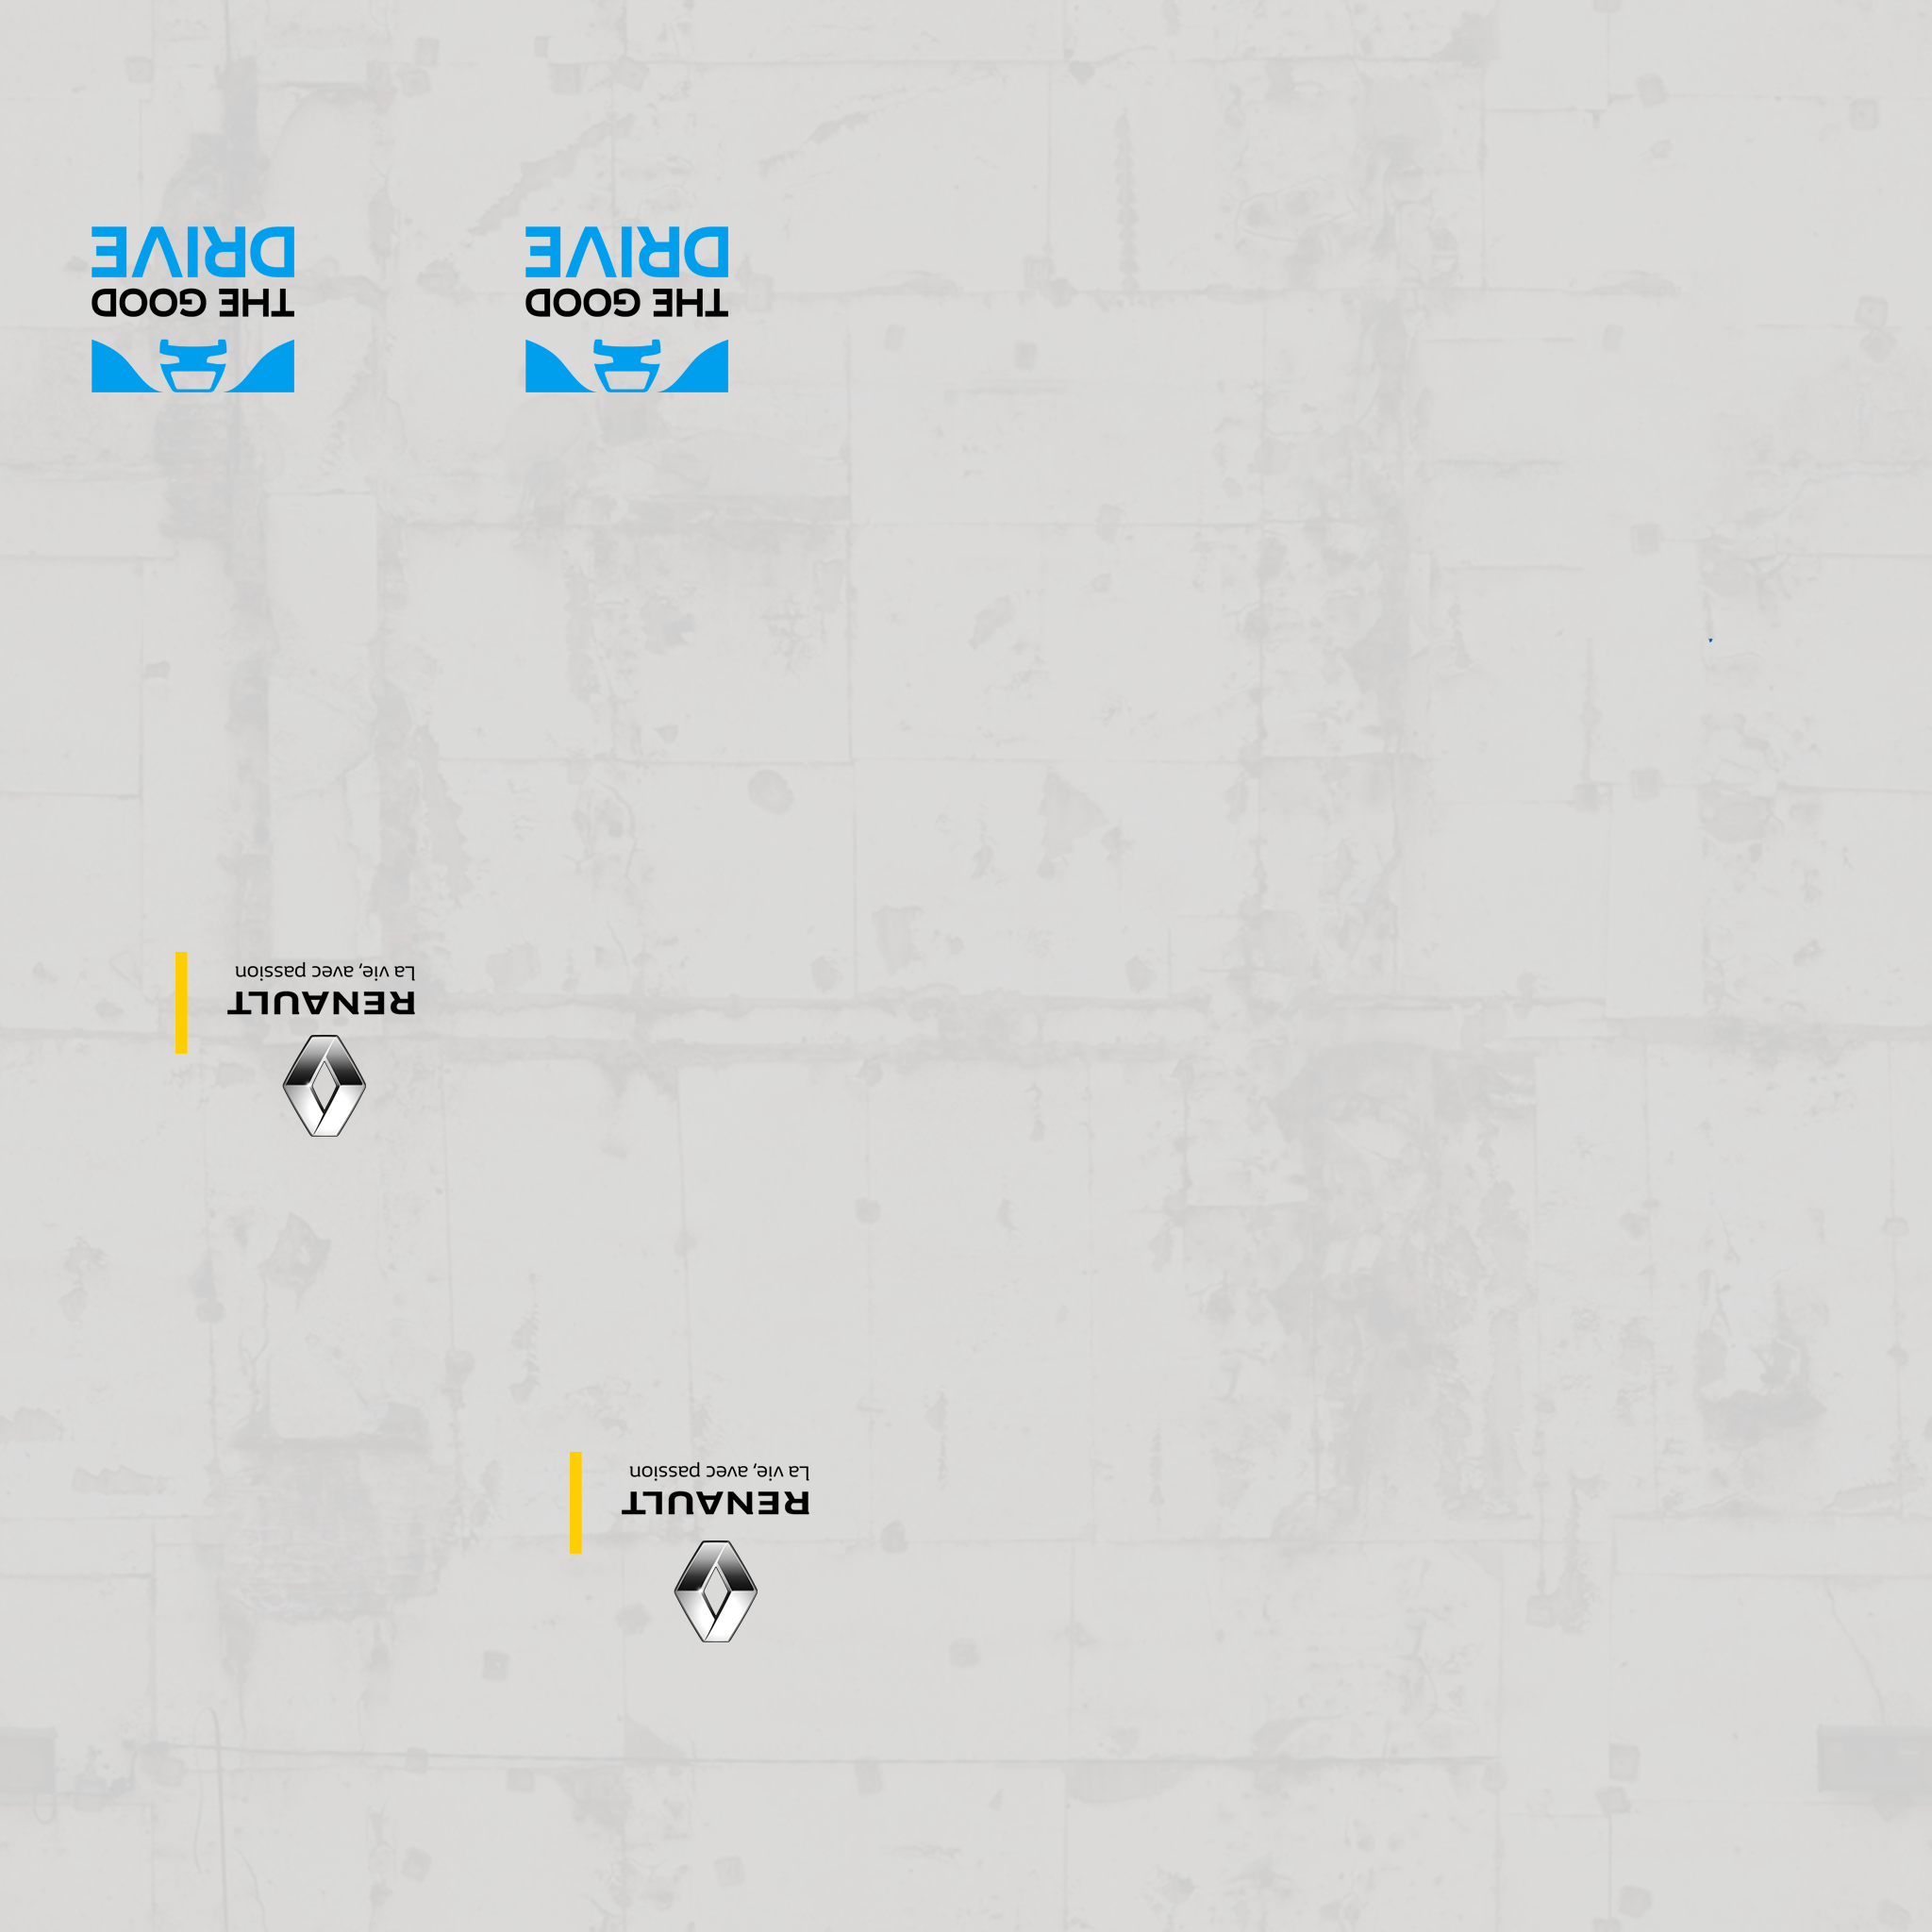 RENAULT
La vie, avec passion
RENAULT
La vie, avec passion
THE GOOD
DRIVE
THE GOOD
DRIVE